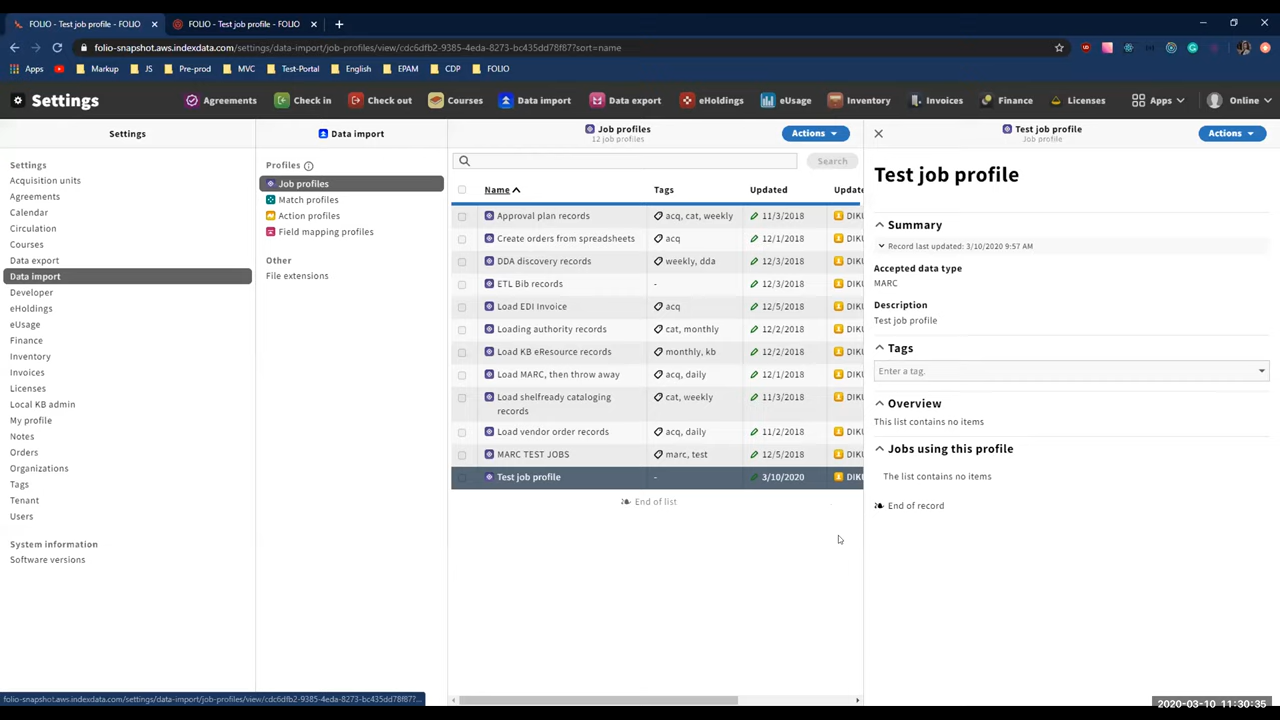 FOLIO - Test job profile - FOLIO
FOLIO - Test job profile - FOLIO
folio-snapshot.aws.indexdata.com/settings/data-import/job-profiles/view/cdc6dfb2-9385-4eda-8273-bc435dd78f87?sort=name
Apps Markup JS Pre-prod MVC Test-Portal English EPAM CDP FOLIO
Settings Agreements Check in Check out Courses Data import Data export eHoldings eUsage Inventory Invoices Finance Licenses Apps Online
Settings
Settings
Acquisition units
Agreements
Calendar
Circulation
Courses
Data export
Data import
Developer
eHoldings
eUsage
Finance
Inventory
Invoices
Licenses
Local KB admin
My profile
Notes
Orders
Organizations
Tags
Tenant
Users
System information
Software versions
Data import
Profiles
Job profiles
Match profiles
Action profiles
Field mapping profiles
Other
File extensions
Job profiles
12 job profiles
Actions
Search
Name Tags Updated Update
Approval plan records acq, cat, weekly 11/3/2018 DIKU
Create orders from spreadsheets acq 12/1/2018 DIKU
DDA discovery records weekly, dda 12/3/2018 DIKU
ETL Bib records - 12/3/2018 DIKU
Load EDI Invoice acq 12/5/2018 DIKU
Loading authority records cat, monthly 12/2/2018 DIKU
Load KB eResource records monthly, kb 12/2/2018 DIKU
Load MARC, then throw away acq, daily 12/1/2018 DIKU
Load shelfready cataloging cat, weekly 11/3/2018 DIKU
records
Load vendor order records acq, daily 11/2/2018 DIKU
MARC TEST JOBS marc, test 12/5/2018 DIKU
Test job profile - 3/10/2020 DIKU
End of list
Test job profile
Job profile
Actions
Test job profile
Summary
Record last updated: 3/10/2020 9:57 AM
Accepted data type
MARC
Description
Test job profile
Tags
Enter a tag.
Overview
This list contains no items
Jobs using this profile
The list contains no items
End of record
folio-snapshot.aws.indexdata.com/settings/data-import/job-profiles/view/cdc6dfb2-9385-4eda-8273-bc435dd78f87?...
2020-03-10 11:30:35